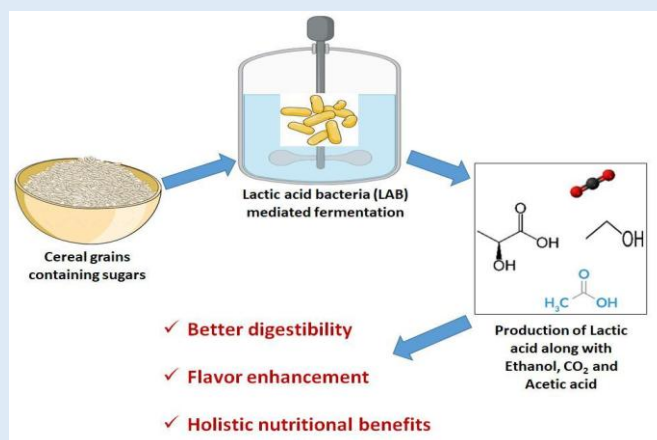 Cereal grains
containing sugars
Lactic acid bacteria (LAB)
mediated fermentation
O
OH
OH
OH
O
H₃C
OH
Production of Lactic
acid along with
Ethanol, CO₂ and
Acetic acid
✓ Better digestibility
✓ Flavor enhancement
✓ Holistic nutritional benefits